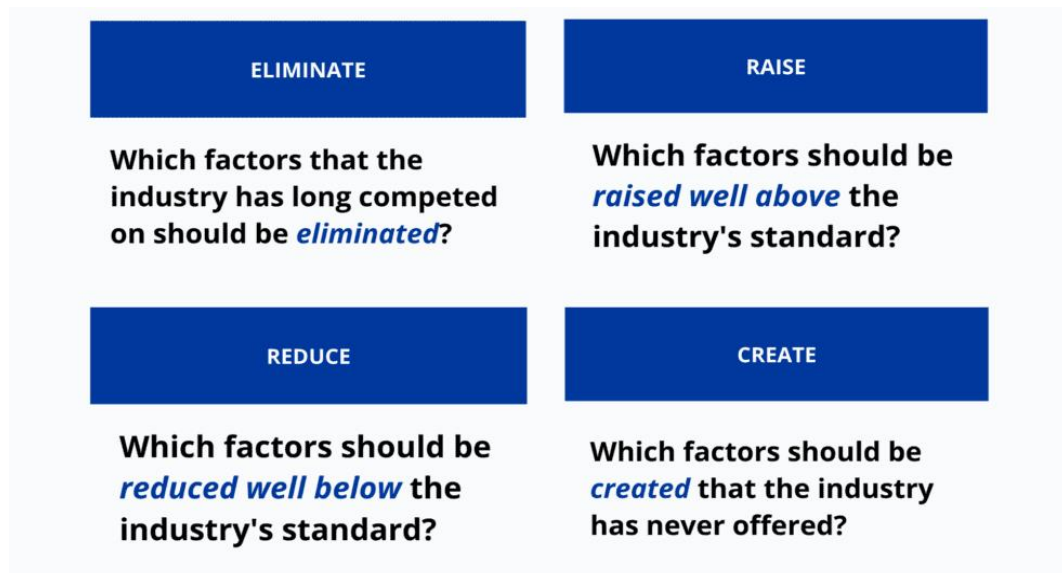 ELIMINATE
Which factors that the
industry has long competed
on should be eliminated?
RAISE
Which factors should be
raised well above the
industry's standard?
REDUCE
Which factors should be
reduced well below the
industry's standard?
CREATE
Which factors should be
created that the industry
has never offered?